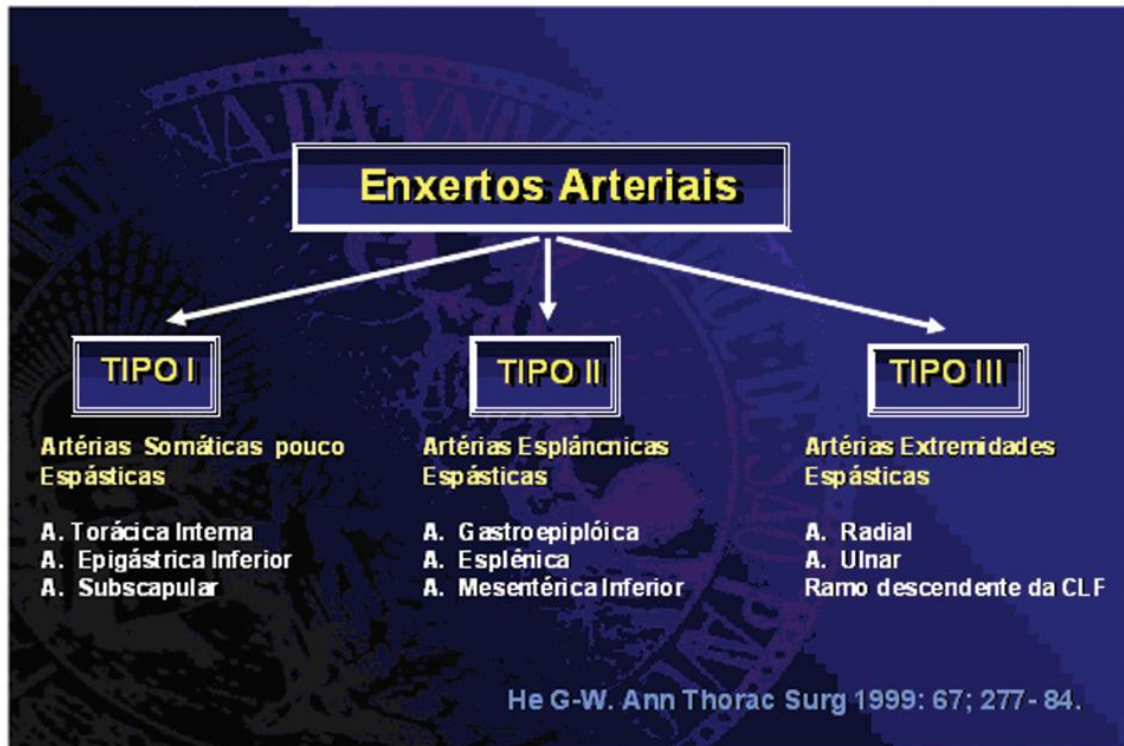 Enxertos Arteriais
TIPO I
Artérias Somáticas pouco
Espásticas
A. Torácica Interna
A. Epigástrica Inferior
A. Subscapular
TIPO II
Artérias Esplâncnicas
Espásticas
A. Gastroepiplóica
A. Esplênica
A. Mesentérica Inferior
TIPO III
Artérias Extremidades
Espásticas
A. Radial
A. Ulnar
Ramo descendente da CLF
He G-W. Ann Thorac Surg 1999: 67; 277- 84.